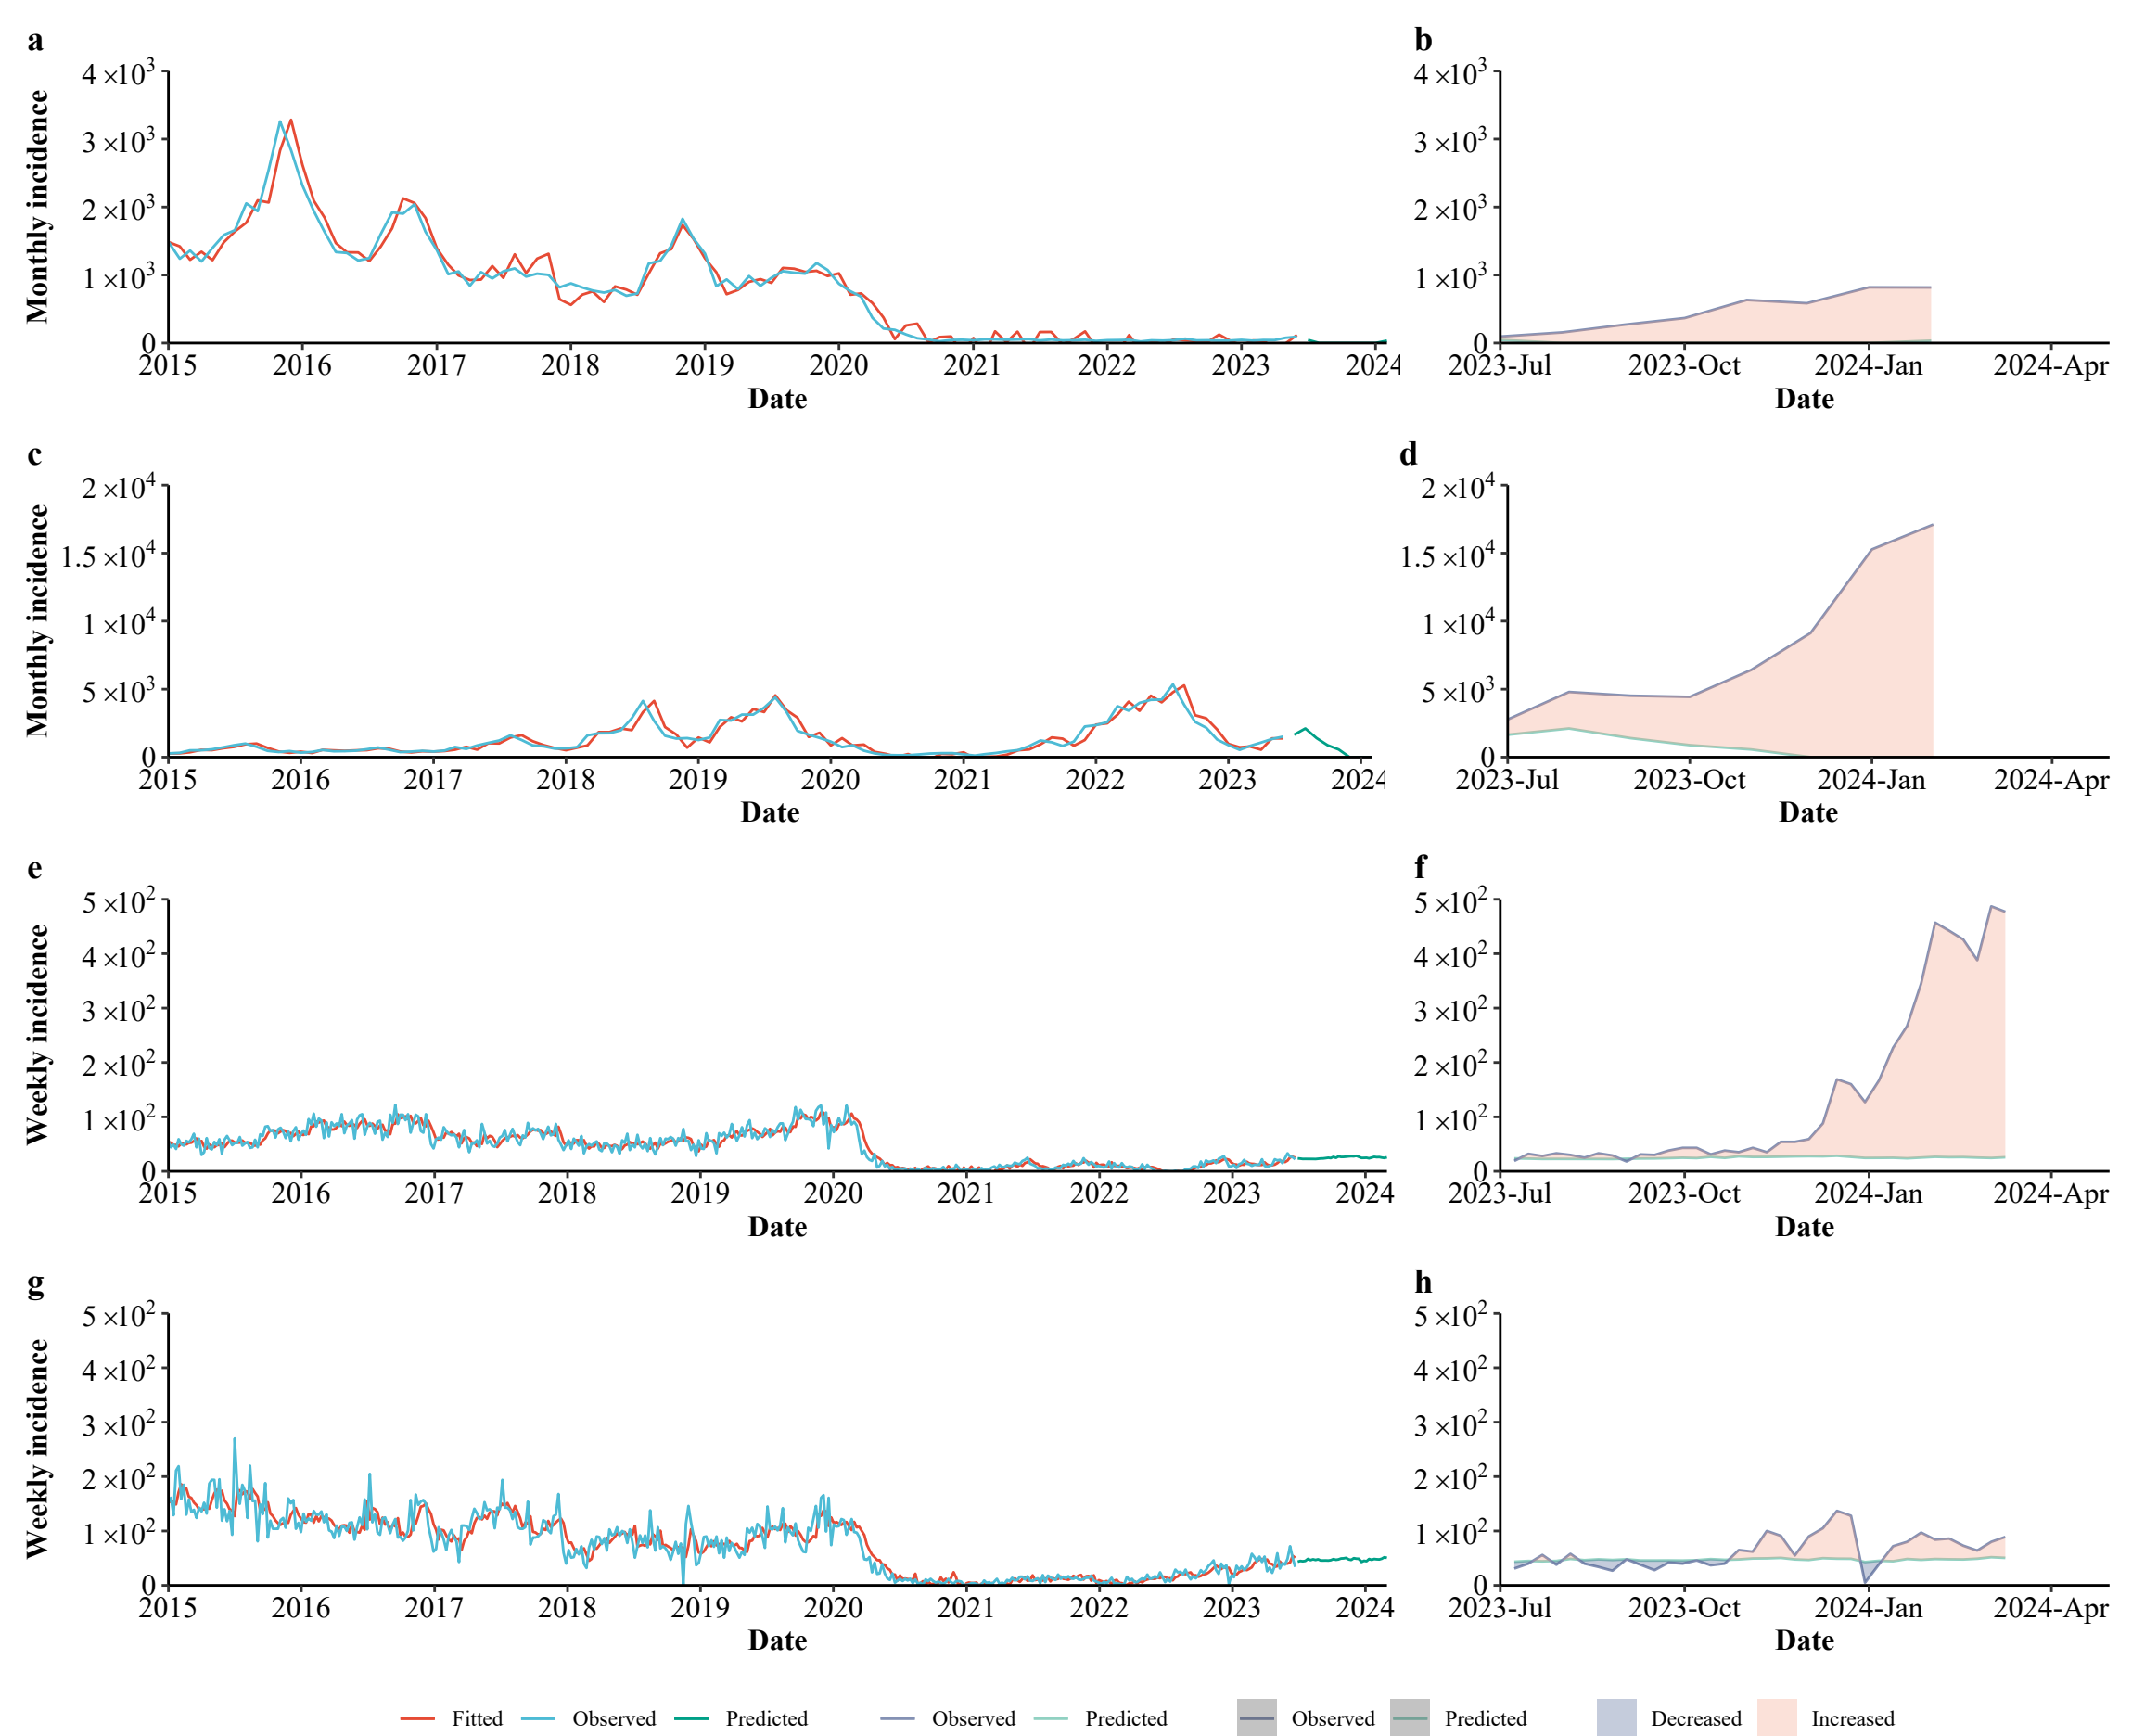 a
b
Monthly incidence
4 ×10³
3 ×10³
2 ×10³
1 ×10³
0
2015 2016 2017 2018 2019 2020 2021 2022 2023 2024
Date
4 ×10³
3 ×10³
2 ×10³
1 ×10³
0
2023-Jul 2023-Oct 2024-Jan 2024-Apr
Date
c
d
Monthly incidence
2 ×10⁴
1.5 ×10⁴
1 ×10⁴
5 ×10³
0
2015 2016 2017 2018 2019 2020 2021 2022 2023 2024
Date
2 ×10⁴
1.5 ×10⁴
1 ×10⁴
5 ×10³
0
2023-Jul 2023-Oct 2024-Jan 2024-Apr
Date
e
f
Weekly incidence
5 ×10²
4 ×10²
3 ×10²
2 ×10²
1 ×10²
0
2015 2016 2017 2018 2019 2020 2021 2022 2023 2024
Date
5 ×10²
4 ×10²
3 ×10²
2 ×10²
1 ×10²
0
2023-Jul 2023-Oct 2024-Jan 2024-Apr
Date
g
h
Weekly incidence
5 ×10²
4 ×10²
3 ×10²
2 ×10²
1 ×10²
0
2015 2016 2017 2018 2019 2020 2021 2022 2023 2024
Date
5 ×10²
4 ×10²
3 ×10²
2 ×10²
1 ×10²
0
2023-Jul 2023-Oct 2024-Jan 2024-Apr
Date
Fitted Observed Predicted Observed Predicted Observed Predicted Decreased Increased